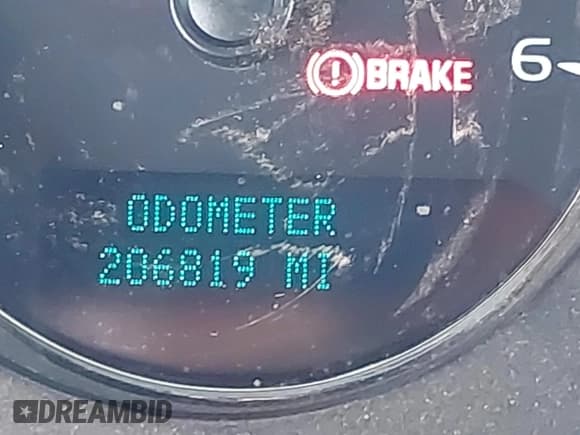 BRAKE
6
ODOMETER
206819 MI
DREAMBID